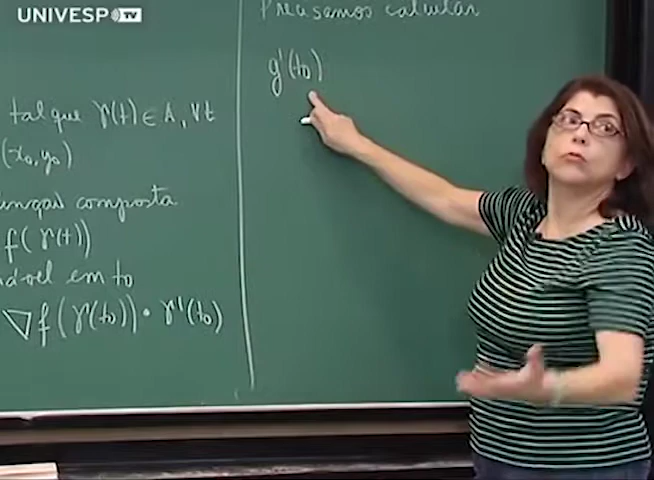 UNIVESP TV
tal que γ(t) ∈ A, ∀t
(x₀, y₀)
composta
f(γ(t))
em t₀
∇f(γ(t₀)) • γ'(t₀)
Precisamos calcular
g'(t₀)